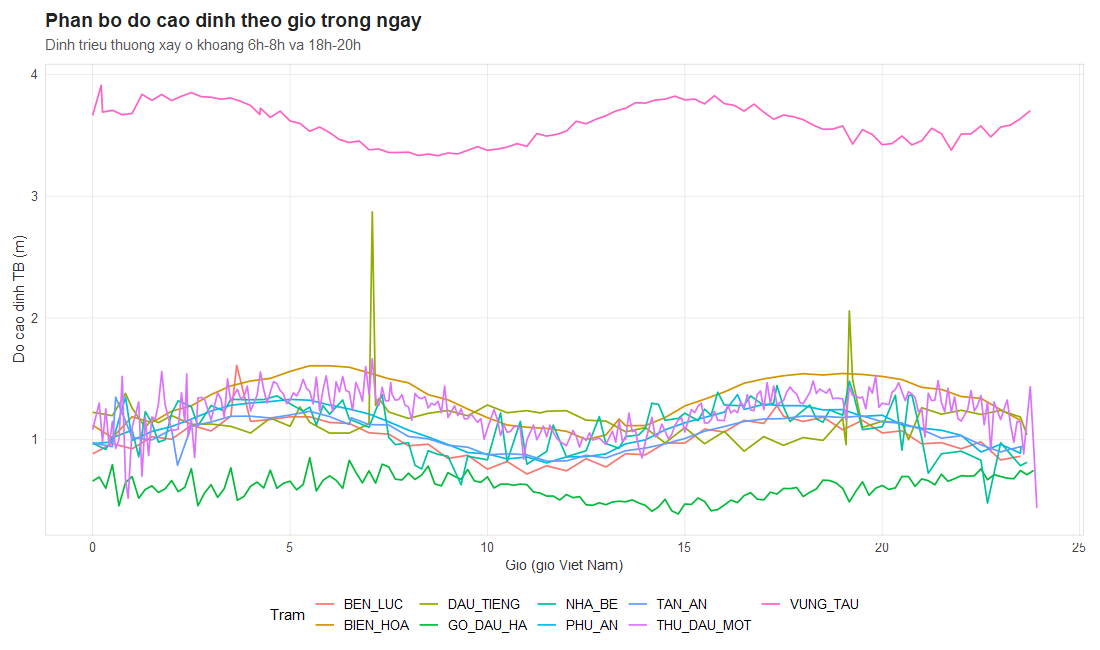 Phan bo do cao dinh theo gio trong ngay
Dinh trieu thuong xay o khoang 6h-8h va 18h-20h
Do cao dinh TB (m)
4
3
2
1
0 5 10 15 20 25
Gio (gio Viet Nam)
Tram
BEN_LUC DAU_TIENG NHA_BE TAN_AN VUNG_TAU
BIEN_HOA GO_DAU_HA PHU_AN THU_DAU_MOT